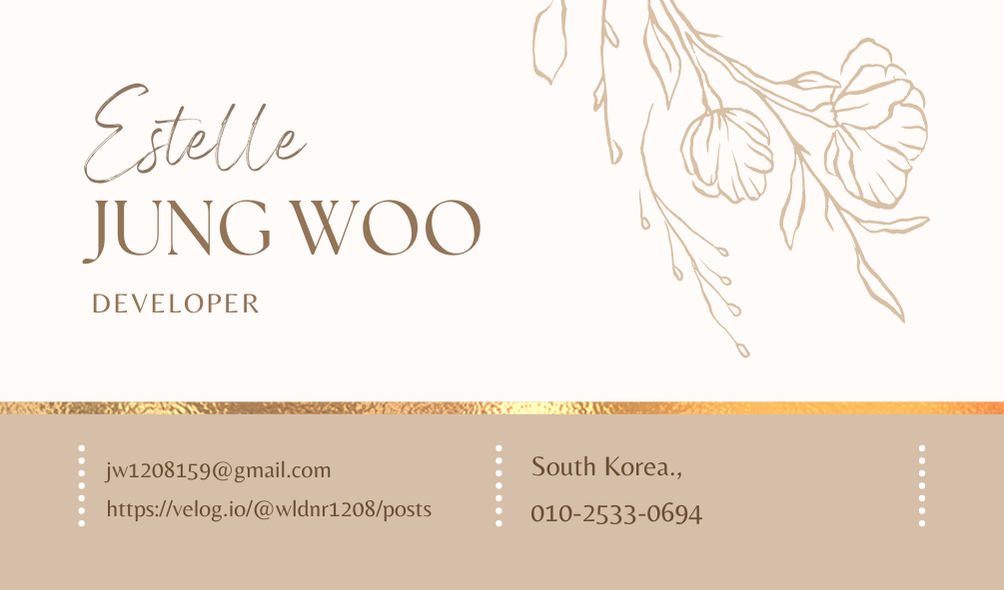 Estelle
JUNG WOO
DEVELOPER
jw1208159@gmail.com
https://velog.io/@wldnr1208/posts
South Korea.,
010-2533-0694